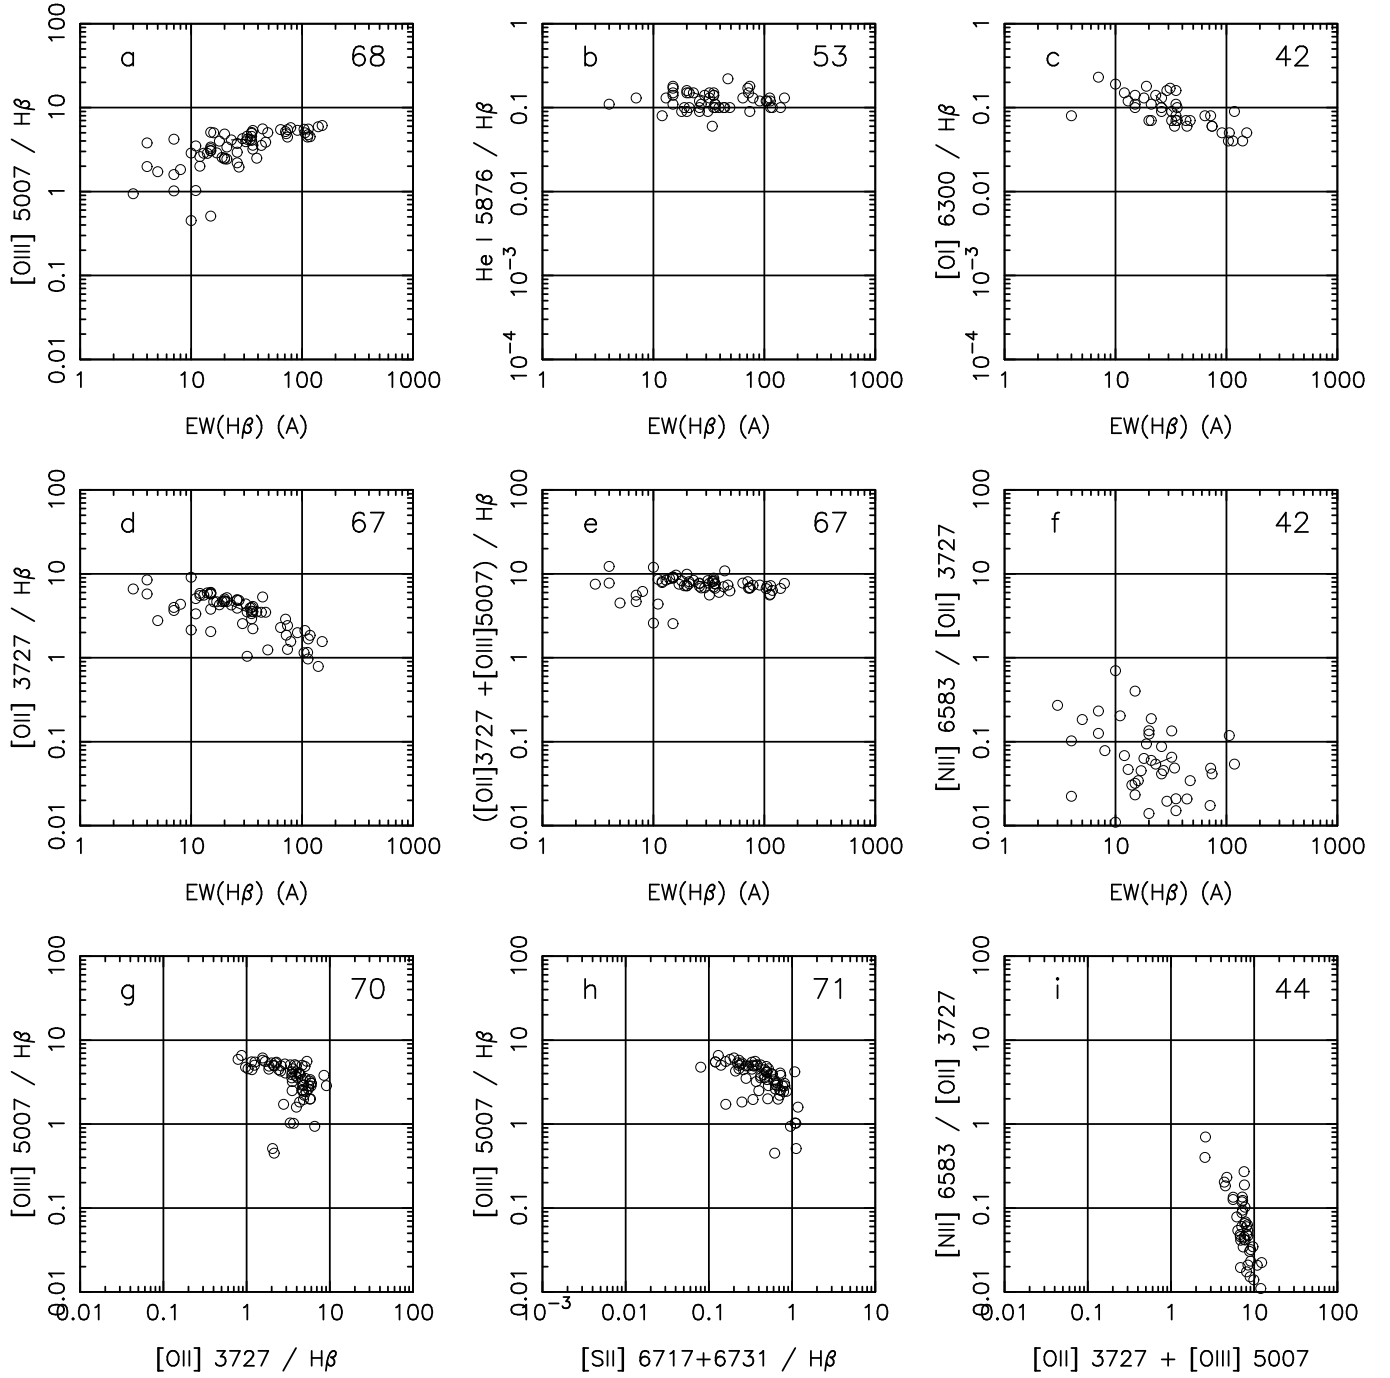 [OIII] 5007 / Hβ
100
10
1
0.1
0.01
a
68
1 10 100 1000
EW(Hβ) (A)
He I 5876 / Hβ
1
0.1
0.01
10⁻³
10⁻⁴
b
53
1 10 100 1000
EW(Hβ) (A)
[OI] 6300 / Hβ
1
0.1
0.01
10⁻³
10⁻⁴
c
42
1 10 100 1000
EW(Hβ) (A)
[OII] 3727 / Hβ
100
10
1
0.1
0.01
d
67
1 10 100 1000
EW(Hβ) (A)
([OII]3727 +[OIII]5007) / Hβ
100
10
1
0.1
0.01
e
67
1 10 100 1000
EW(Hβ) (A)
[NII] 6583 / [OII] 3727
100
10
1
0.1
0.01
f
42
1 10 100 1000
EW(Hβ) (A)
[OIII] 5007 / Hβ
100
10
1
0.1
0.01
g
70
0.01 0.1 1 10 100
[OII] 3727 / Hβ
[OIII] 5007 / Hβ
100
10
1
0.1
0.01
h
71
10⁻³ 0.01 0.1 1 10
[SII] 6717+6731 / Hβ
[NII] 6583 / [OII] 3727
100
10
1
0.1
0.01
i
44
0.01 0.1 1 10 100
[OII] 3727 + [OIII] 5007